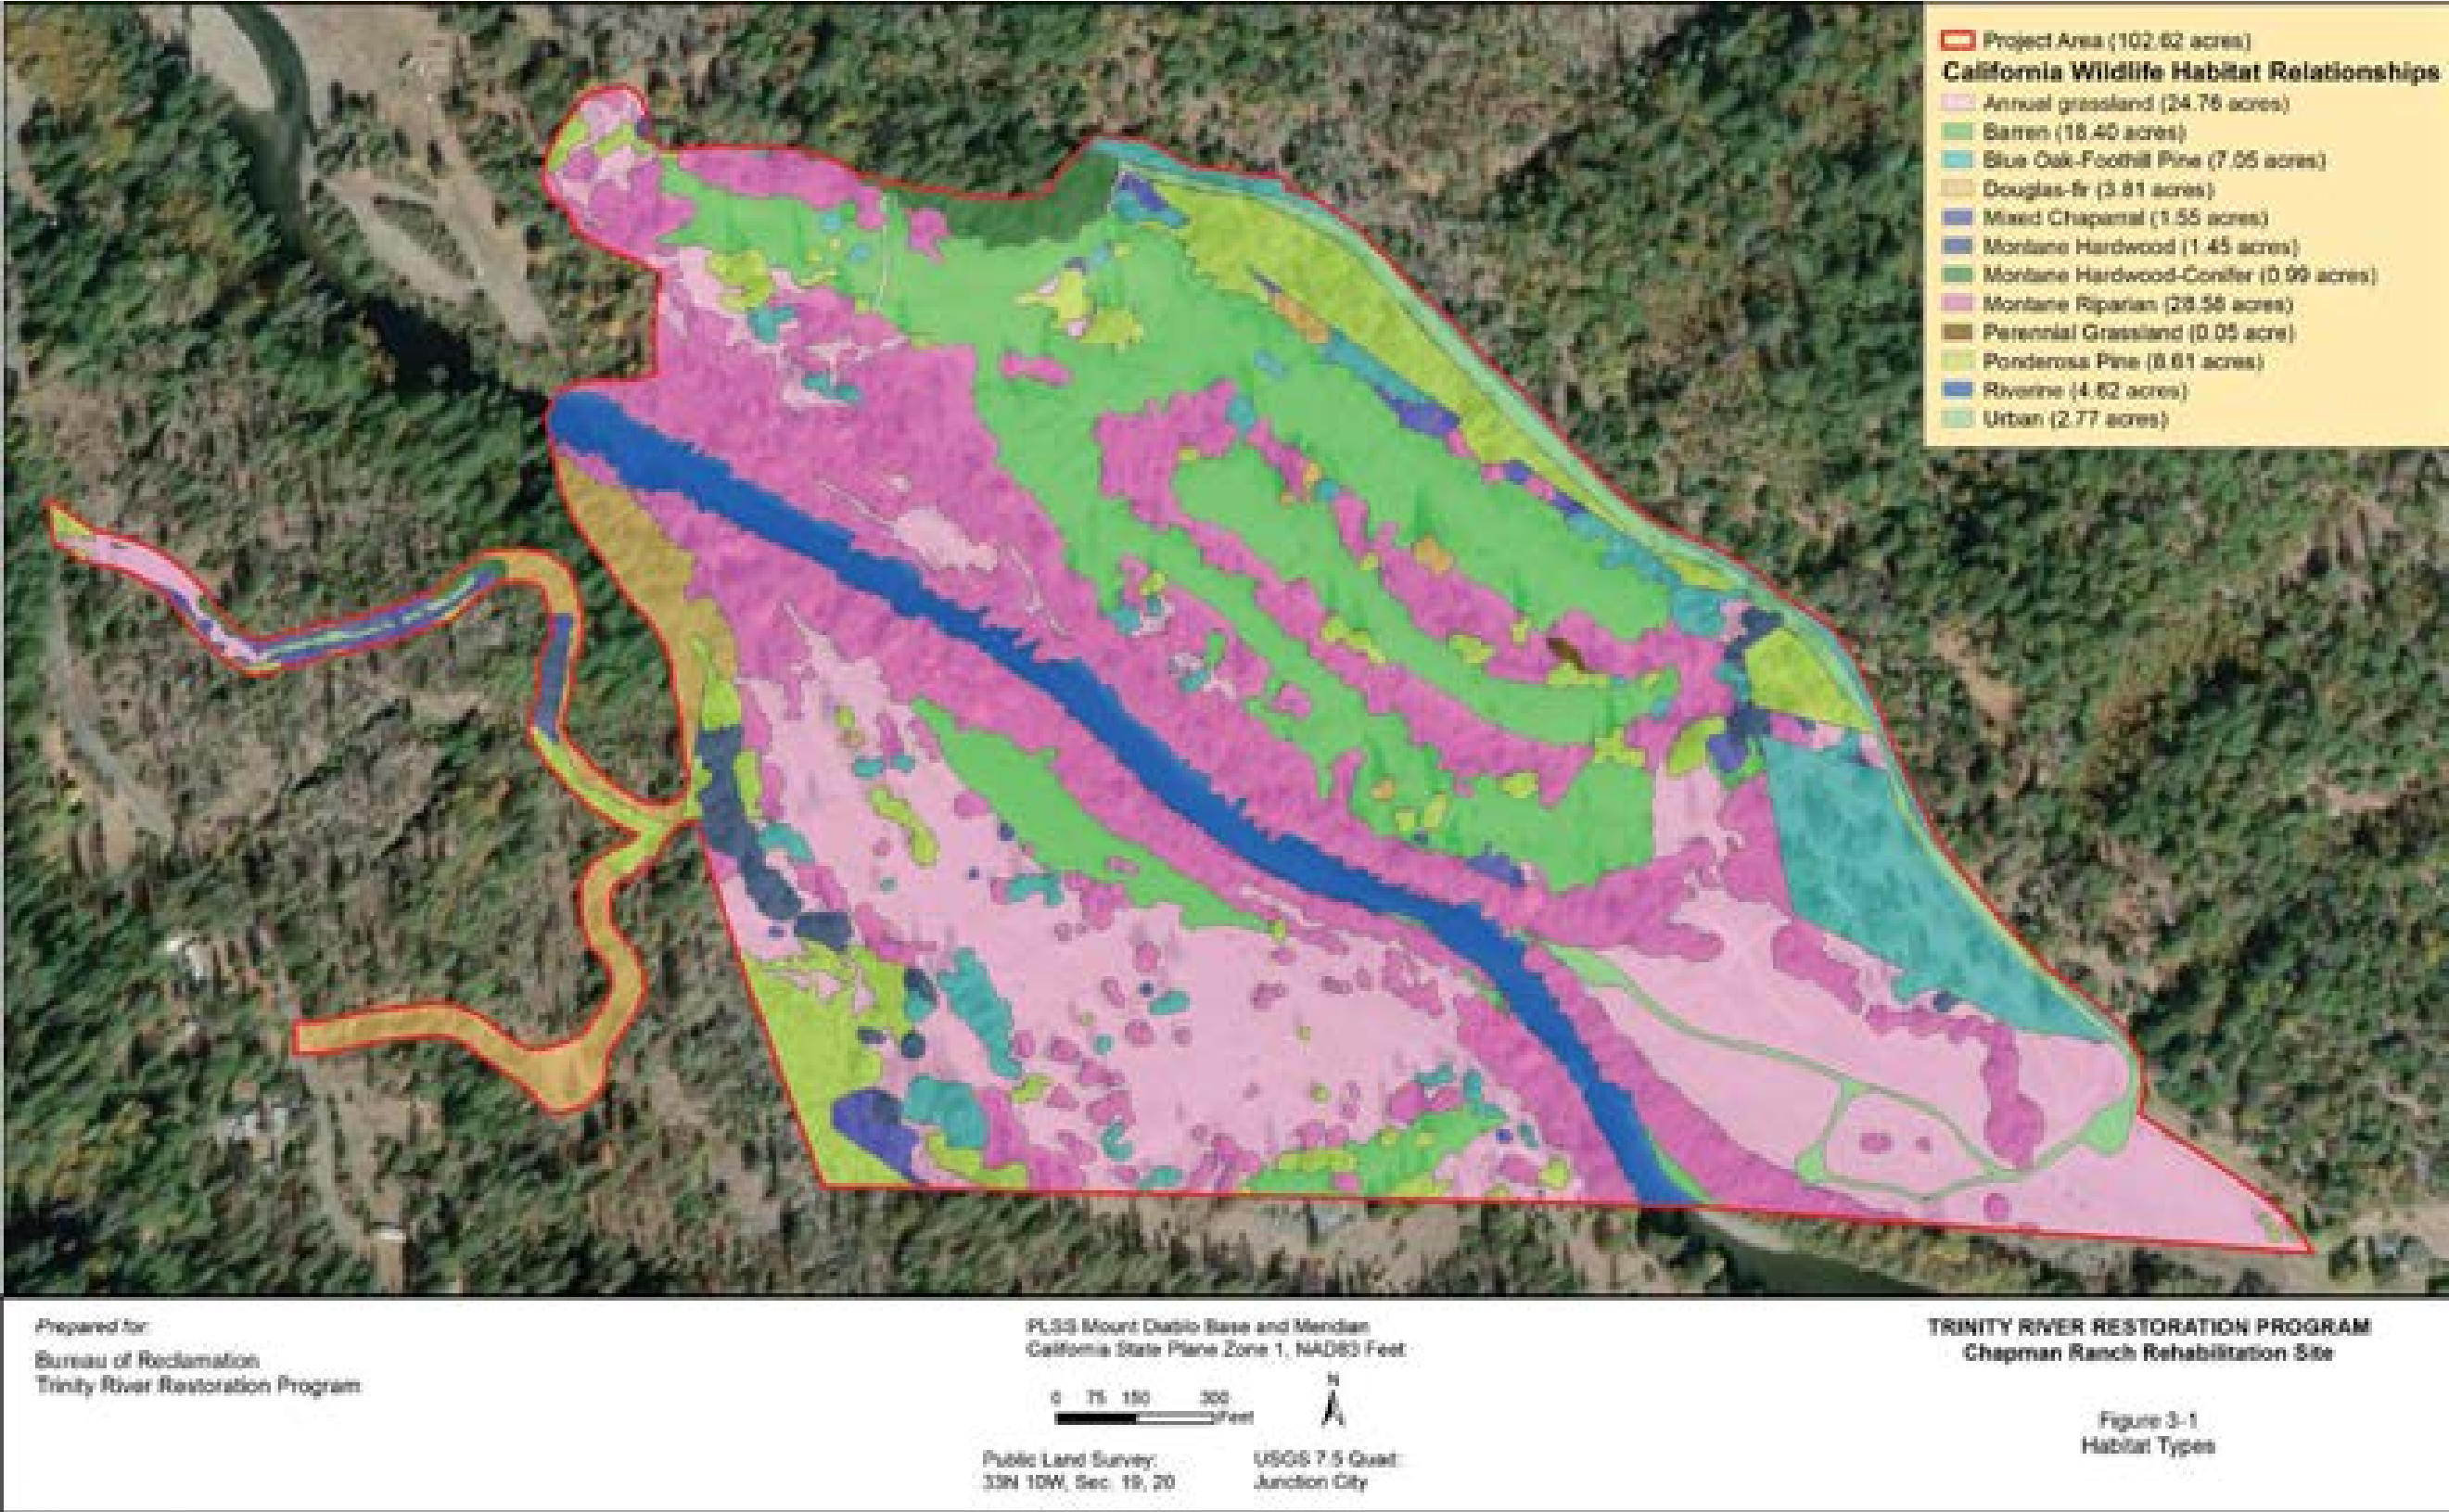 Project Area (102.62 acres)
California Wildlife Habitat Relationships
Annual grassland (24.76 acres)
Barren (18.40 acres)
Blue Oak-Foothill Pine (7.05 acres)
Douglas-fir (3.81 acres)
Mixed Chaparral (1.55 acres)
Montane Hardwood (1.45 acres)
Montane Hardwood-Conifer (0.99 acres)
Montane Riparian (28.58 acres)
Perennial Grassland (0.05 acre)
Ponderosa Pine (8.61 acres)
Riverine (4.62 acres)
Urban (2.77 acres)
Prepared for:
Bureau of Reclamation
Trinity River Restoration Program
PLSS Mount Diablo Base and Meridian
California State Plane Zone 1, NAD83 Feet
N
0 75 150 300
Feet
Public Land Survey:
33N 10W, Sec. 19, 20
USGS 7.5 Quad:
Junction City
TRINITY RIVER RESTORATION PROGRAM
Chapman Ranch Rehabilitation Site
Figure 3-1
Habitat Types